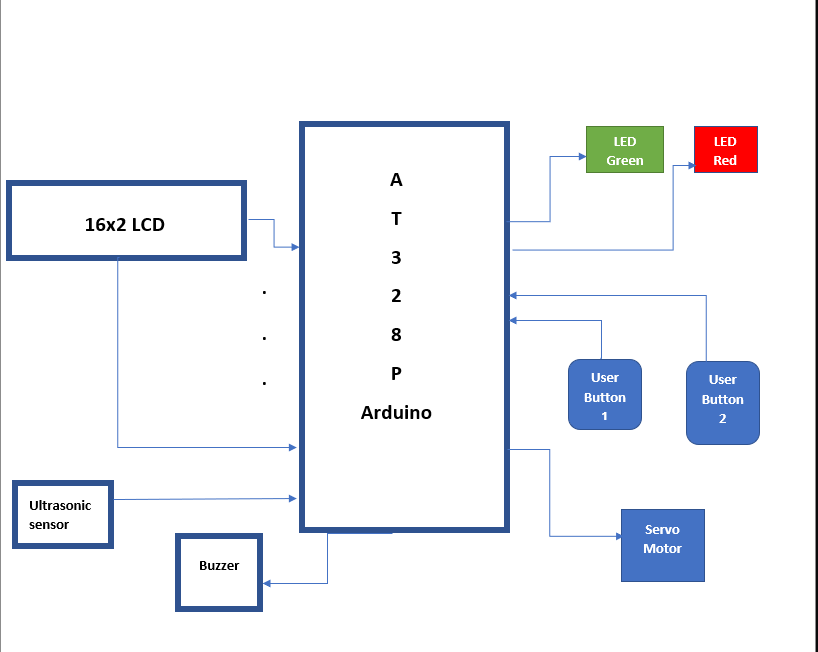 LED
Green
LED
Red
A
T
3
2
8
P
Arduino
16x2 LCD
.
.
.
User
Button
1
User
Button
2
Ultrasonic
sensor
Buzzer
Servo
Motor